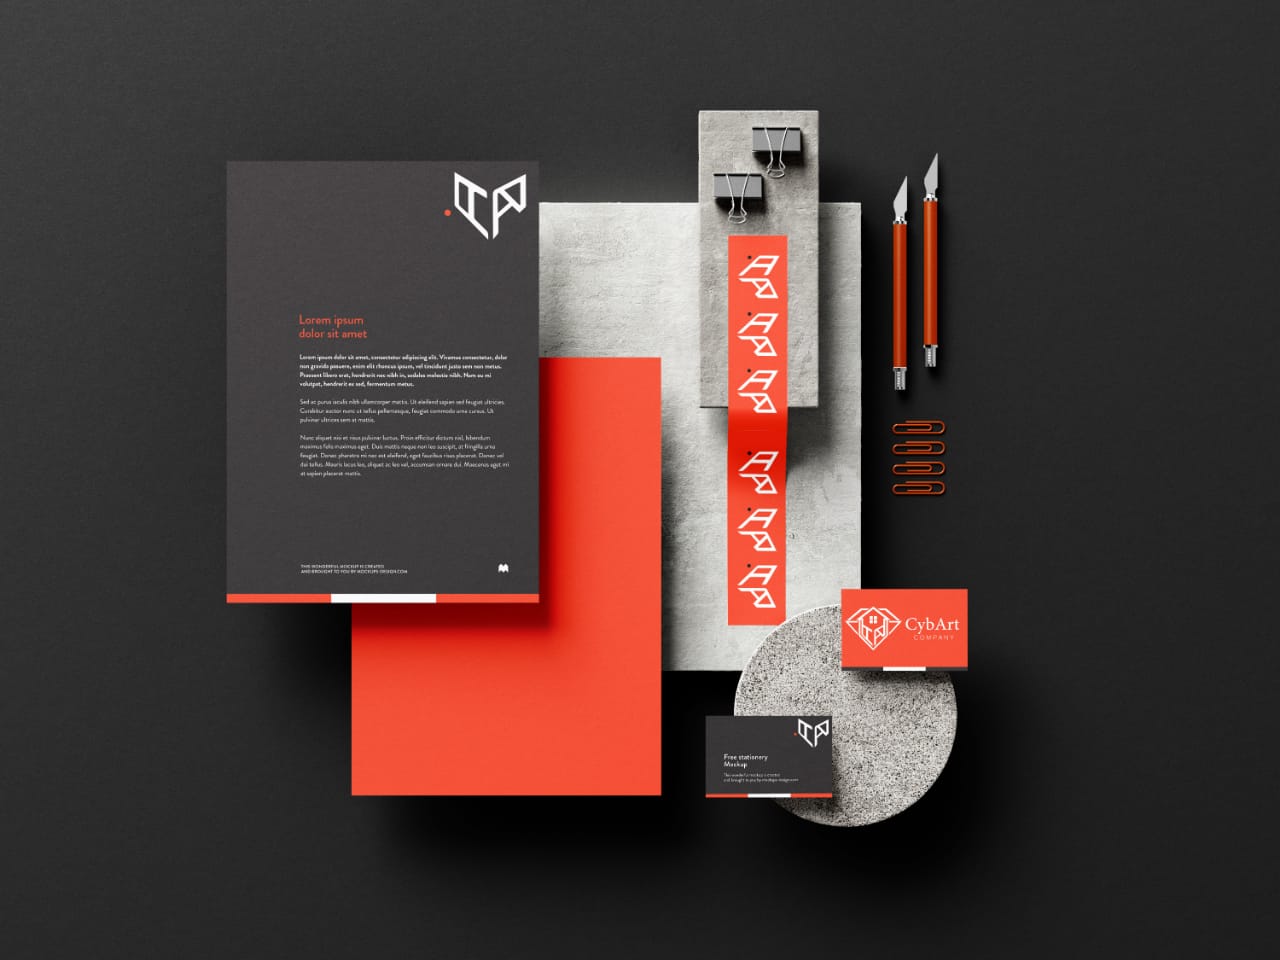 Lorem ipsum
dolor sit amet
Lorem ipsum dolor sit amet, consectetur adipiscing elit. Vivamus consectetur, dolor
non gravida posuere, enim elit rhoncus ipsum, vel tincidunt justo sem non metus.
Praesent libero erat, hendrerit nec nibh in, sodales molestie nibh. Nam eu mi
volutpat, hendrerit ex sed, fermentum metus.
Sed ac purus iaculis nibh ullamcorper mattis. Ut eleifend sapien sed feugiat ultricies.
Curabitur auctor nunc ut tellus pellentesque, feugiat commodo urna cursus. Ut
pulvinar ultrices sem at mattis.
Nunc aliquet nisi et risus pulvinar luctus. Proin efficitur dictum nisl, bibendum
maximus felis maximus eget. Duis mattis neque non leo suscipit, at fringilla urna
feugiat. Donec pharetra mi nec est eleifend, eget faucibus risus placerat. Donec vel
dui tellus. Mauris lacus leo, aliquet ac leo vel, accumsan ornare dui. Maecenas eget mi
at sapien placerat mattis.
THIS WONDERFUL MOCKUP IS CREATED
AND BROUGHT TO YOU BY MOCKUPS-DESIGN.COM
CybArt
COMPANY
Free stationery
Mockup
This wonderful mockup is created
and brought to you by mockups-design.com